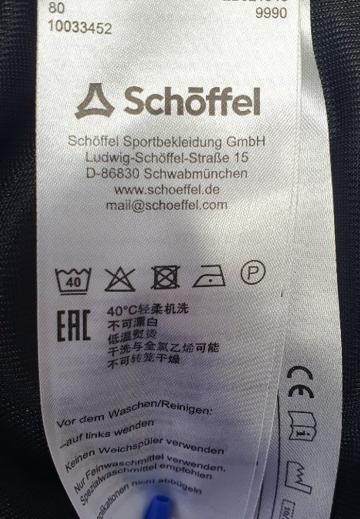 80
9990
10033452
Schöffel
Schöffel Sportbekleidung GmbH
Ludwig-Schöffel-Straße 15
D-86830 Schwabmünchen
www.schoeffel.de
mail@schoeffel.com
40
P
EAC
40°C轻柔机洗
不可漂白
低温熨烫
干洗与全氯乙烯可能
不可转笼干燥
CE
Vor dem Waschen/Reinigen:
–auf links wenden
Keinen Weichspüler verwenden
Nur Feinwaschmittel verwenden.
Spezialwaschmittel empfohlen
nicht abbügeln